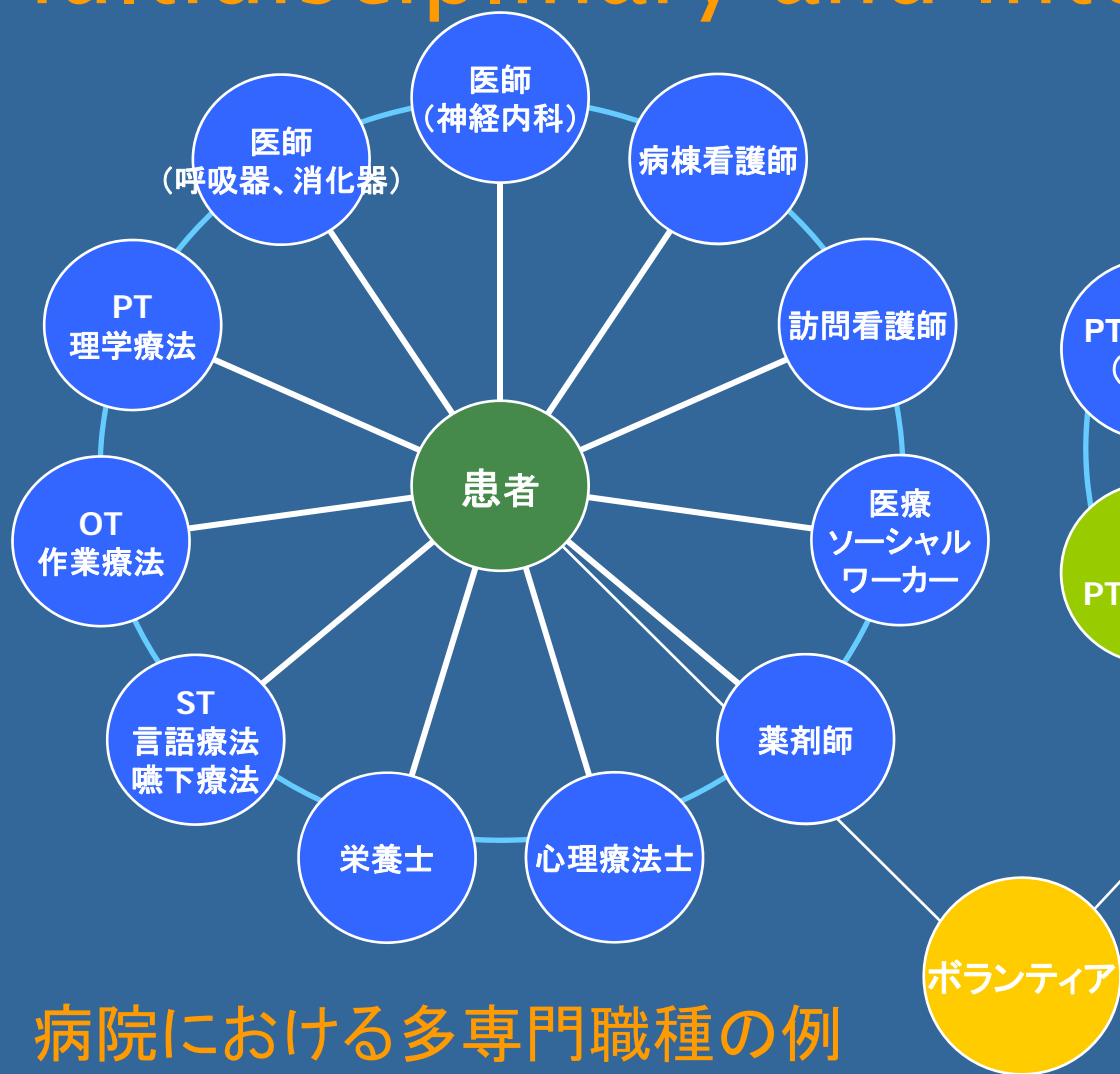 and
医師
(神経内科)
医師
(呼吸器、消化器)
病棟看護師
PT
理学療法
訪問看護師
PT
患者
OT
作業療法
医療
ソーシャル
ワーカー
PT
ST
言語療法
嚥下療法
薬剤師
栄養士
心理療法士
ボランティア
病院における多専門職種の例